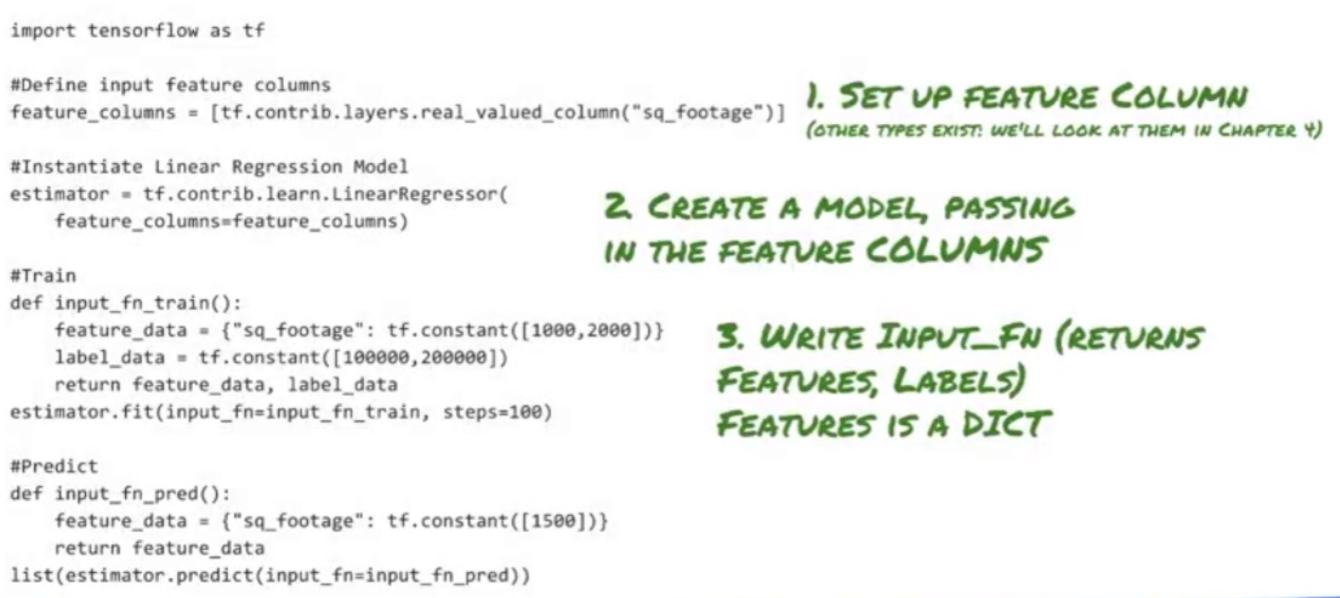 import tensorflow as tf
#Define input feature columns
feature_columns = [tf.contrib.layers.real_valued_column("sq_footage")]
1. SET UP FEATURE COLUMN
(OTHER TYPES EXIST: WE'LL LOOK AT THEM IN CHAPTER 4)
#Instantiate Linear Regression Model
estimator = tf.contrib.learn.LinearRegressor(
    feature_columns=feature_columns)
2. CREATE A MODEL, PASSING
IN THE FEATURE COLUMNS
#Train
def input_fn_train():
    feature_data = {"sq_footage": tf.constant([1000,2000])}
    label_data = tf.constant([100000,200000])
    return feature_data, label_data
estimator.fit(input_fn=input_fn_train, steps=100)
3. WRITE INPUT_FN (RETURNS
FEATURES, LABELS)
FEATURES IS A DICT
#Predict
def input_fn_pred():
    feature_data = {"sq_footage": tf.constant([1500])}
    return feature_data
list(estimator.predict(input_fn=input_fn_pred))